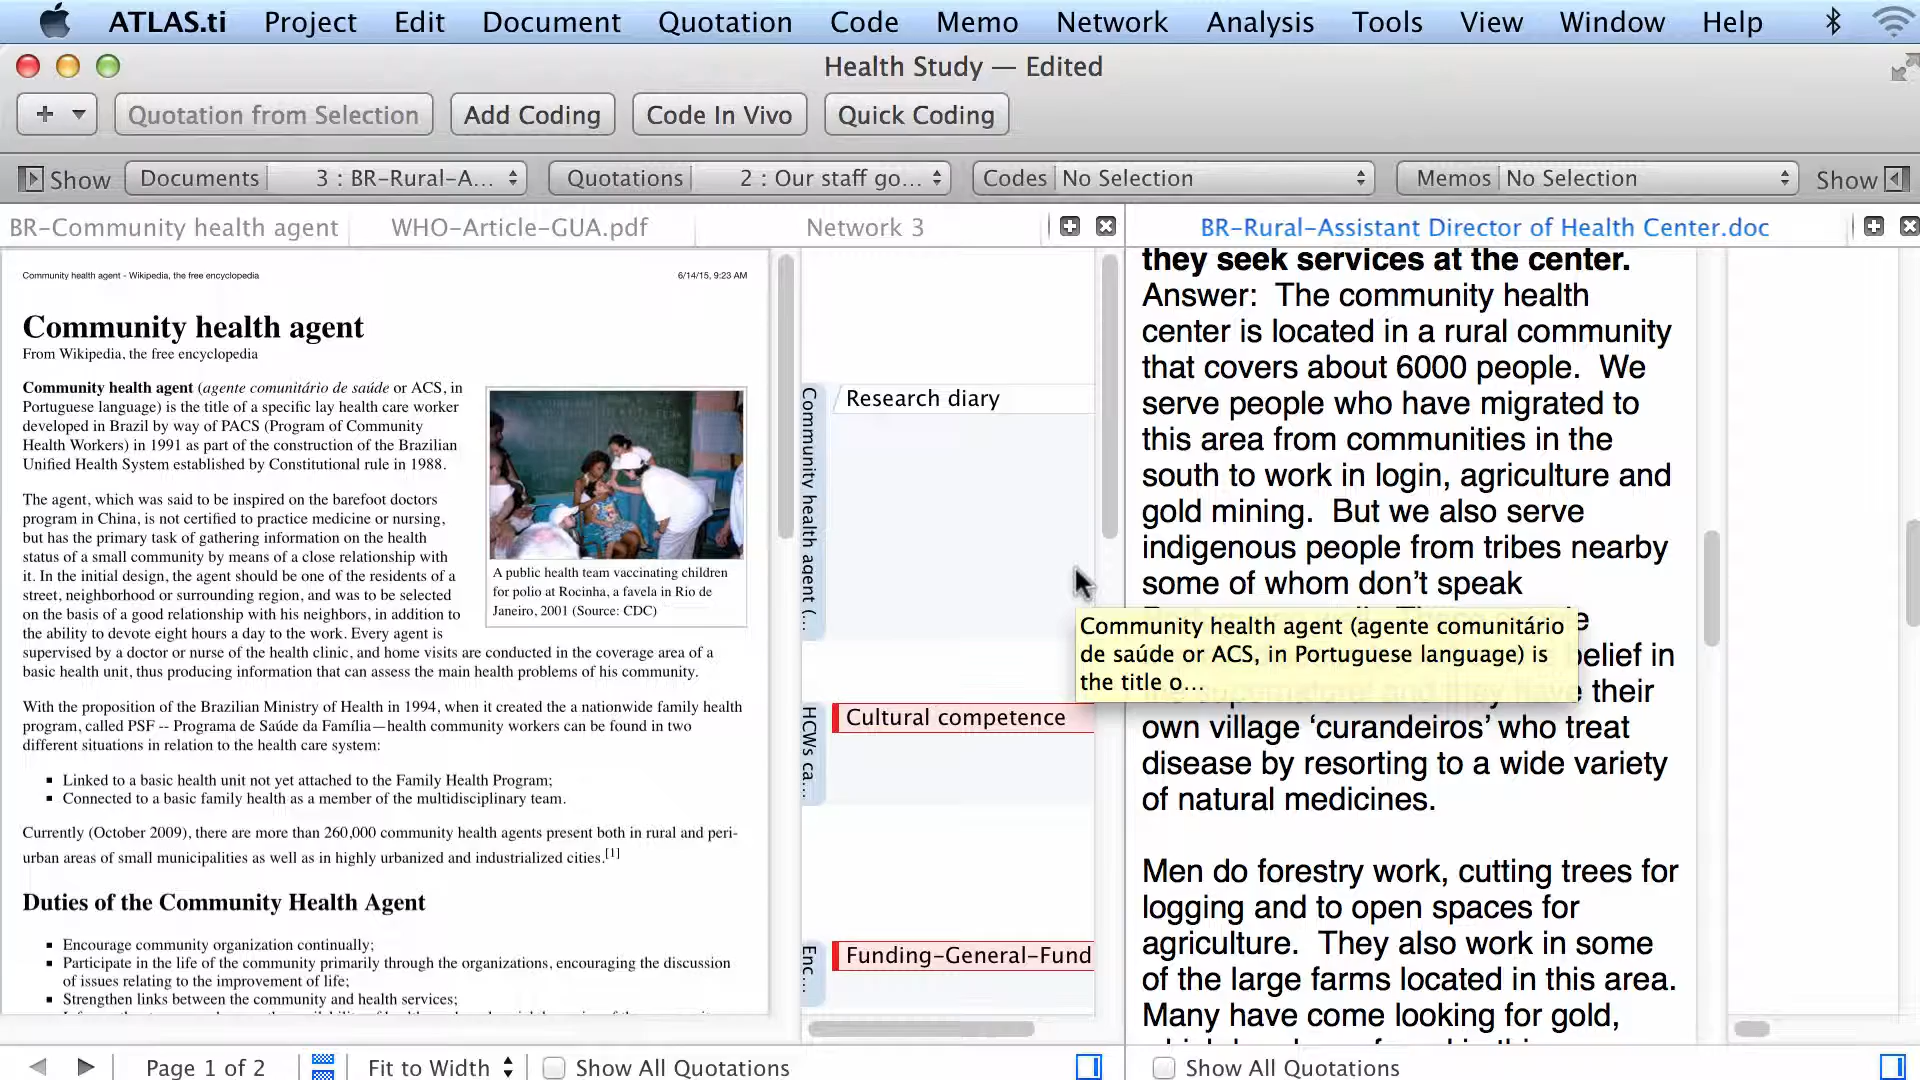 ATLAS.ti Project Edit Document Quotation Code Memo Network Analysis Tools View Window Help
Health Study — Edited
+ Quotation from Selection Add Coding Code In Vivo Quick Coding
Show Documents 3 : BR-Rural-A... Quotations 2 : Our staff go... Codes No Selection Memos No Selection Show
BR-Community health agent WHO-Article-GUA.pdf Network 3
Community health agent - Wikipedia, the free encyclopedia 6/14/15, 9:23 AM
Community health agent
From Wikipedia, the free encyclopedia
Community health agent (agente comunitário de saúde or ACS, in
Portuguese language) is the title of a specific lay health care worker
developed in Brazil by way of PACS (Program of Community
Health Workers) in 1991 as part of the construction of the Brazilian
Unified Health System established by Constitutional rule in 1988.
The agent, which was said to be inspired on the barefoot doctors
program in China, is not certified to practice medicine or nursing,
but has the primary task of gathering information on the health
status of a small community by means of a close relationship with
it. In the initial design, the agent should be one of the residents of a
street, neighborhood or surrounding region, and was to be selected
on the basis of a good relationship with his neighbors, in addition to
the ability to devote eight hours a day to the work. Every agent is
supervised by a doctor or nurse of the health clinic, and home visits are conducted in the coverage area of a
basic health unit, thus producing information that can assess the main health problems of his community.
A public health team vaccinating children
for polio at Rocinha, a favela in Rio de
Janeiro, 2001 (Source: CDC)
With the proposition of the Brazilian Ministry of Health in 1994, when it created the a nationwide family health
program, called PSF -- Programa de Saúde da Família—health community workers can be found in two
different situations in relation to the health care system:
Linked to a basic health unit not yet attached to the Family Health Program;
Connected to a basic family health as a member of the multidisciplinary team.
Currently (October 2009), there are more than 260,000 community health agents present both in rural and peri-
urban areas of small municipalities as well as in highly urbanized and industrialized cities.[1]
Duties of the Community Health Agent
Encourage community organization continually;
Participate in the life of the community primarily through the organizations, encouraging the discussion
of issues relating to the improvement of life;
Strengthen links between the community and health services;
Community health agent (...
Research diary
HCWs ca...
Cultural competence
Enc...
Funding-General-Fund
Community health agent (agente comunitário
de saúde or ACS, in Portuguese language) is
the title o...
BR-Rural-Assistant Director of Health Center.doc
they seek services at the center.
Answer: The community health
center is located in a rural community
that covers about 6000 people. We
serve people who have migrated to
this area from communities in the
south to work in login, agriculture and
gold mining. But we also serve
indigenous people from tribes nearby
some of whom don’t speak
belief in
the supernatural and they have their
own village ‘curandeiros’ who treat
disease by resorting to a wide variety
of natural medicines.
Men do forestry work, cutting trees for
logging and to open spaces for
agriculture. They also work in some
of the large farms located in this area.
Many have come looking for gold,
Page 1 of 2 Fit to Width Show All Quotations
Show All Quotations